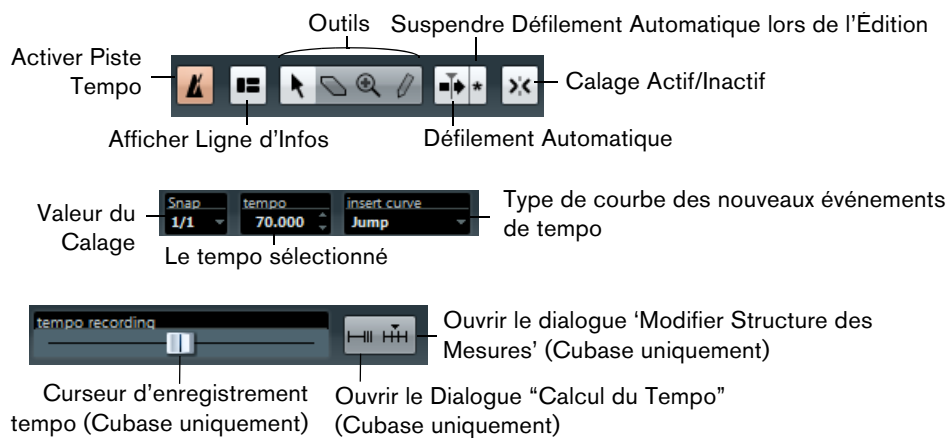 Outils
Suspendre Défilement Automatique lors de l'Édition
Activer Piste
Tempo
Calage Actif/Inactif
Afficher Ligne d'Infos
Défilement Automatique
Valeur du
Calage
Snap
1/1
tempo
70.000
insert curve
Jump
Type de courbe des nouveaux événements
de tempo
Le tempo sélectionné
tempo recording
Ouvrir le dialogue 'Modifier Structure des
Mesures' (Cubase uniquement)
Curseur d'enregistrement
tempo (Cubase uniquement)
Ouvrir le Dialogue “Calcul du Tempo”
(Cubase uniquement)